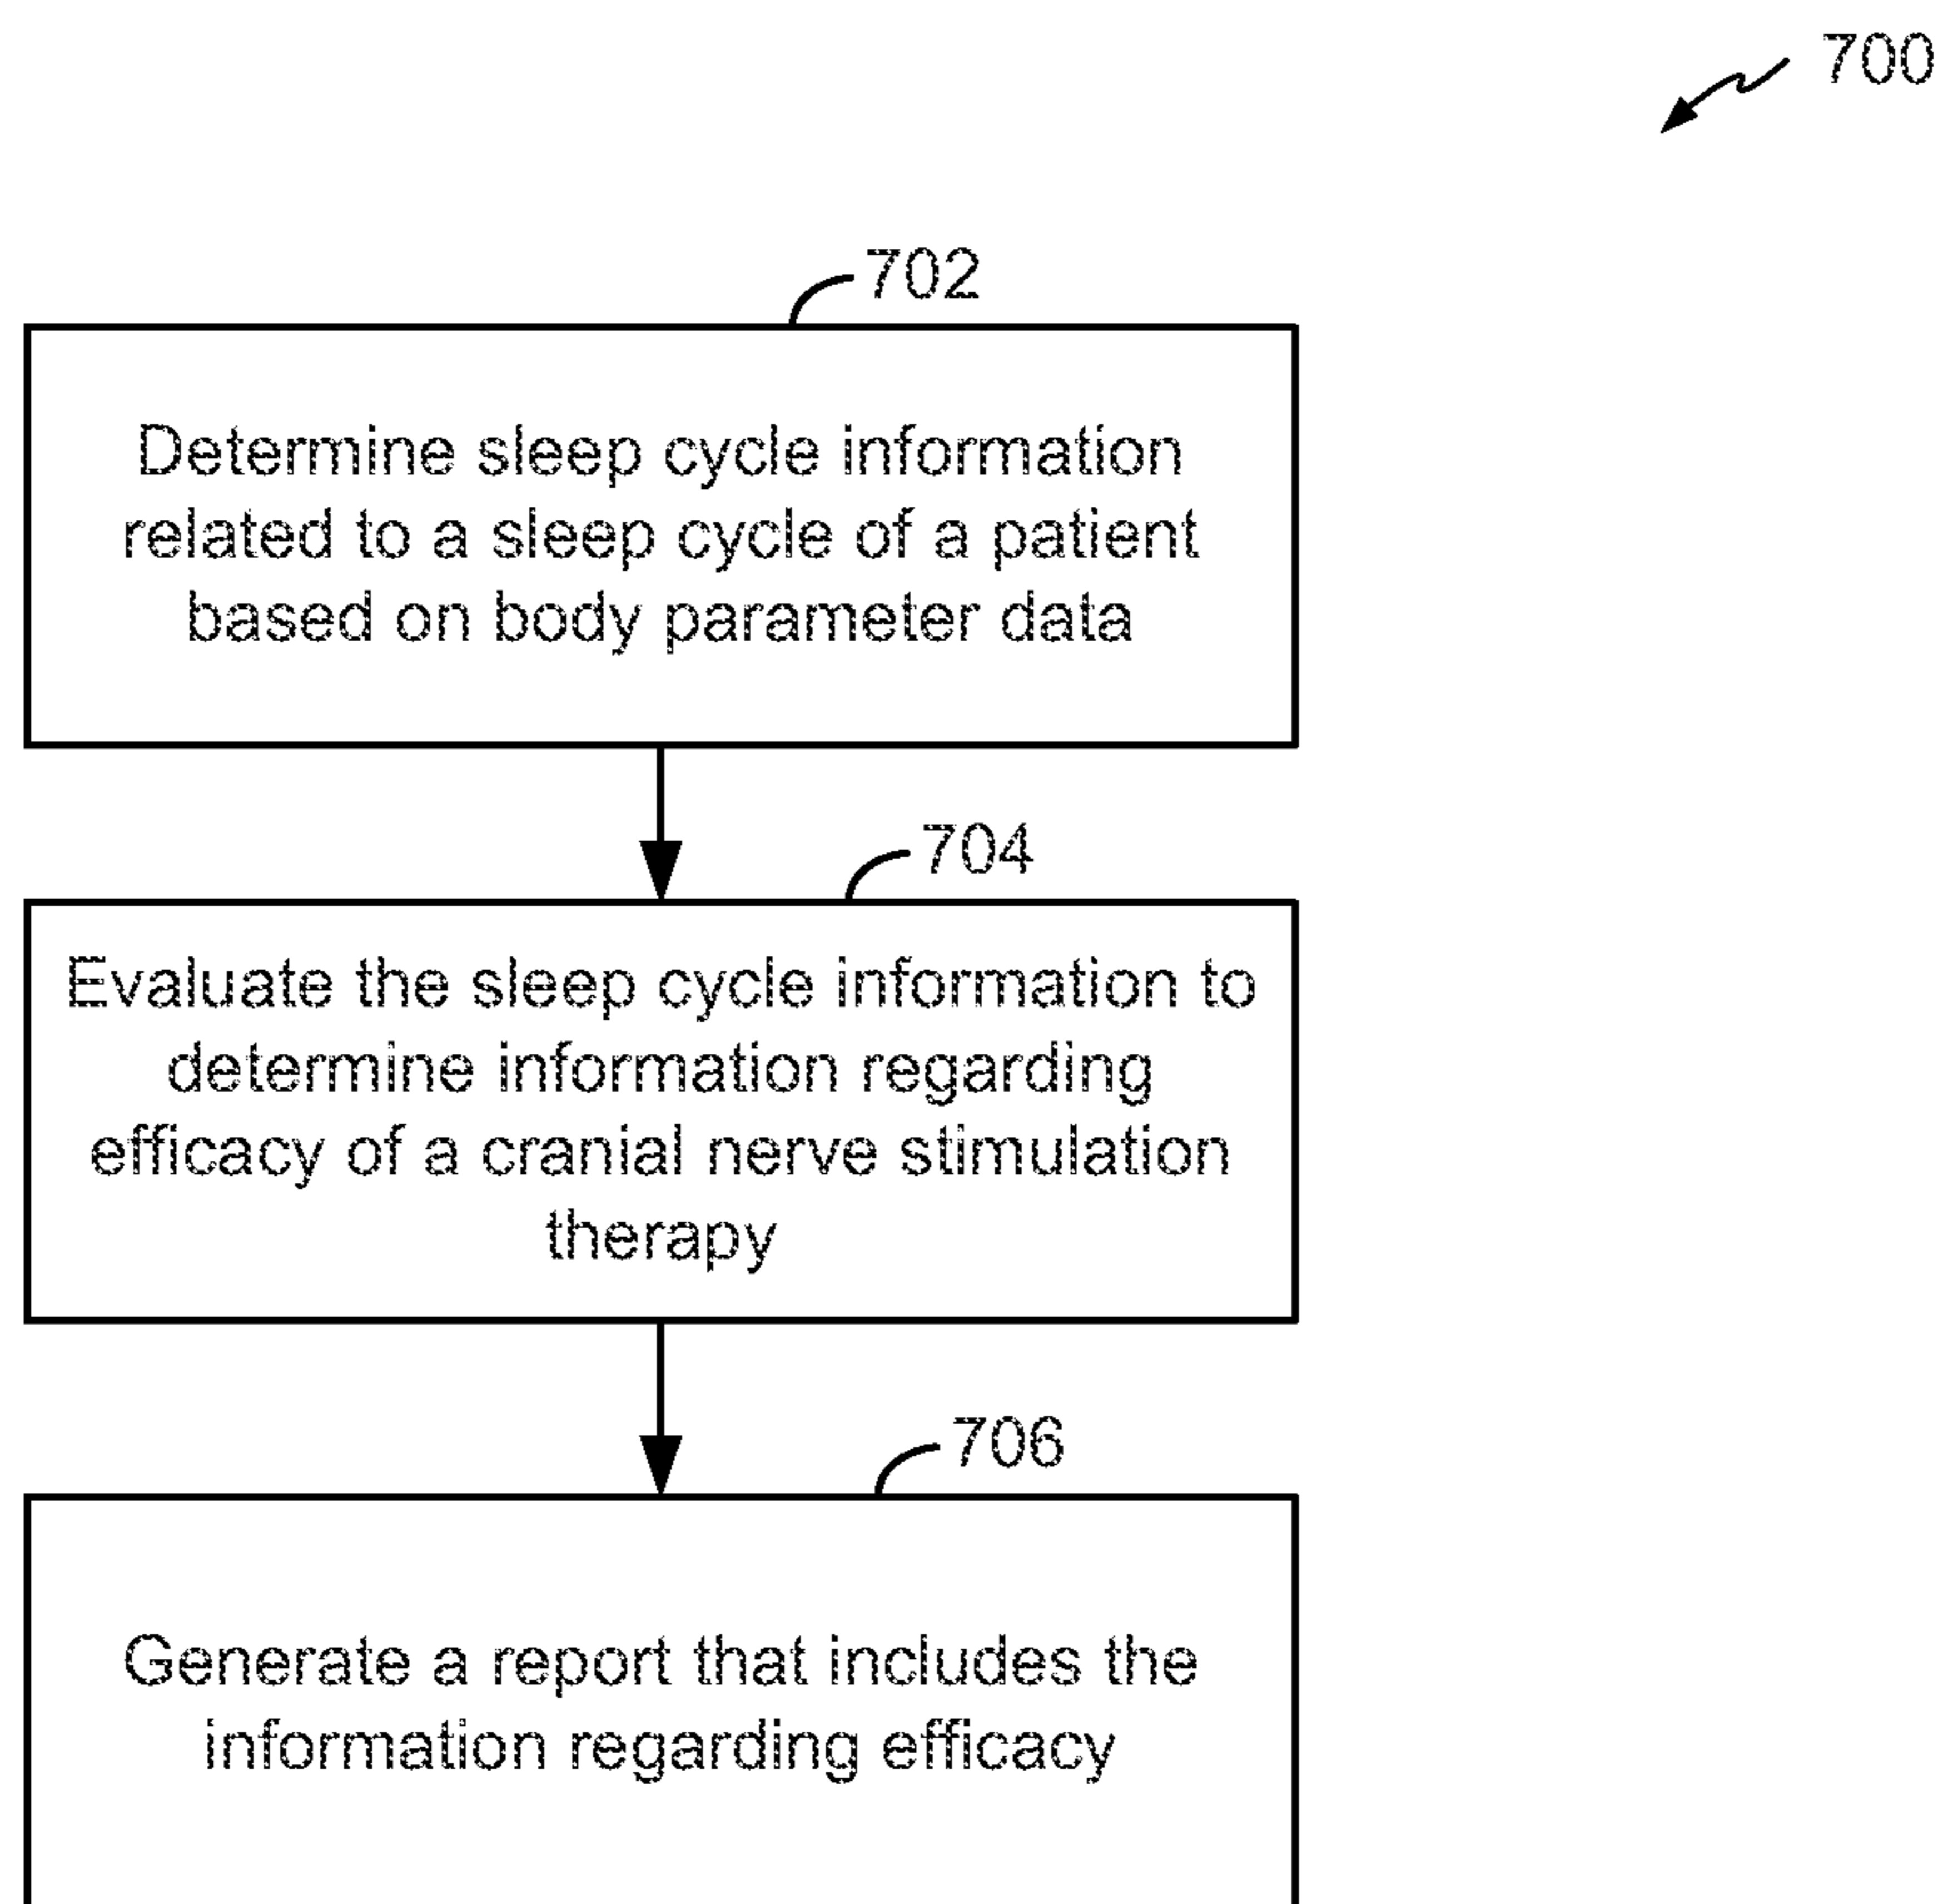 700
702
Determine sleep cycle information
related to a sleep cycle of a patient
based on body parameter data
704
Evaluate the sleep cycle information to
determine information regarding
efficacy of a cranial nerve stimulation
therapy
706
Generate a report that includes the
information regarding efficacy